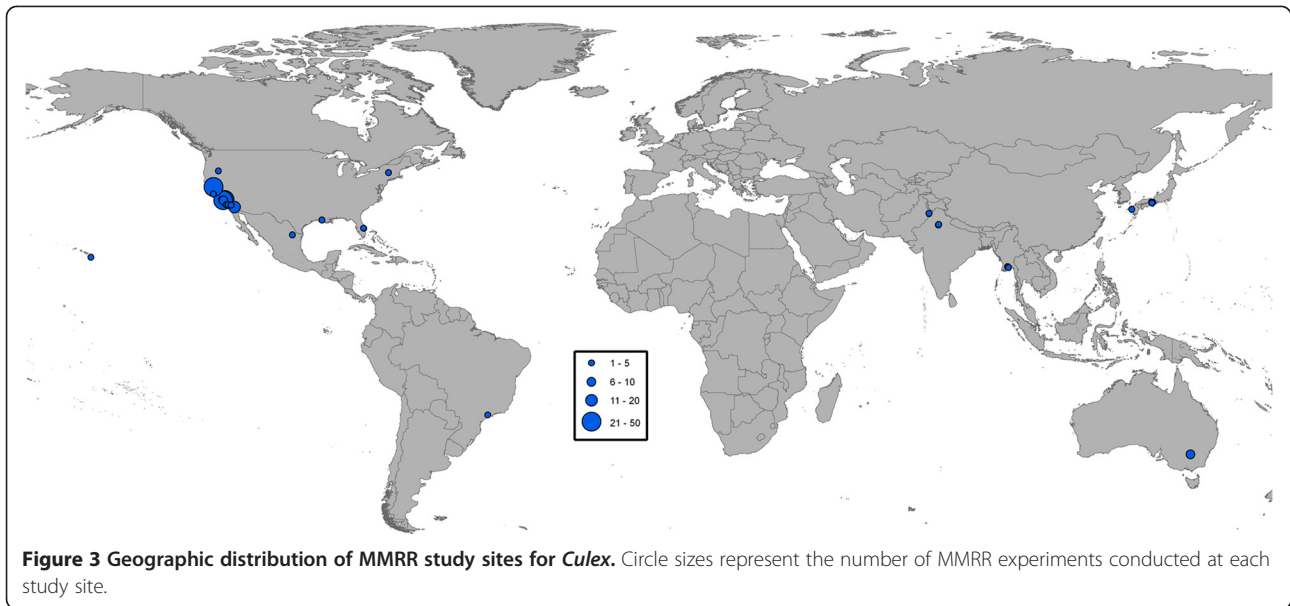 1 - 5
6 - 10
11 - 20
21 - 50
Figure 3 Geographic distribution of MMRR study sites for Culex. Circle sizes represent the number of MMRR experiments conducted at each
study site.